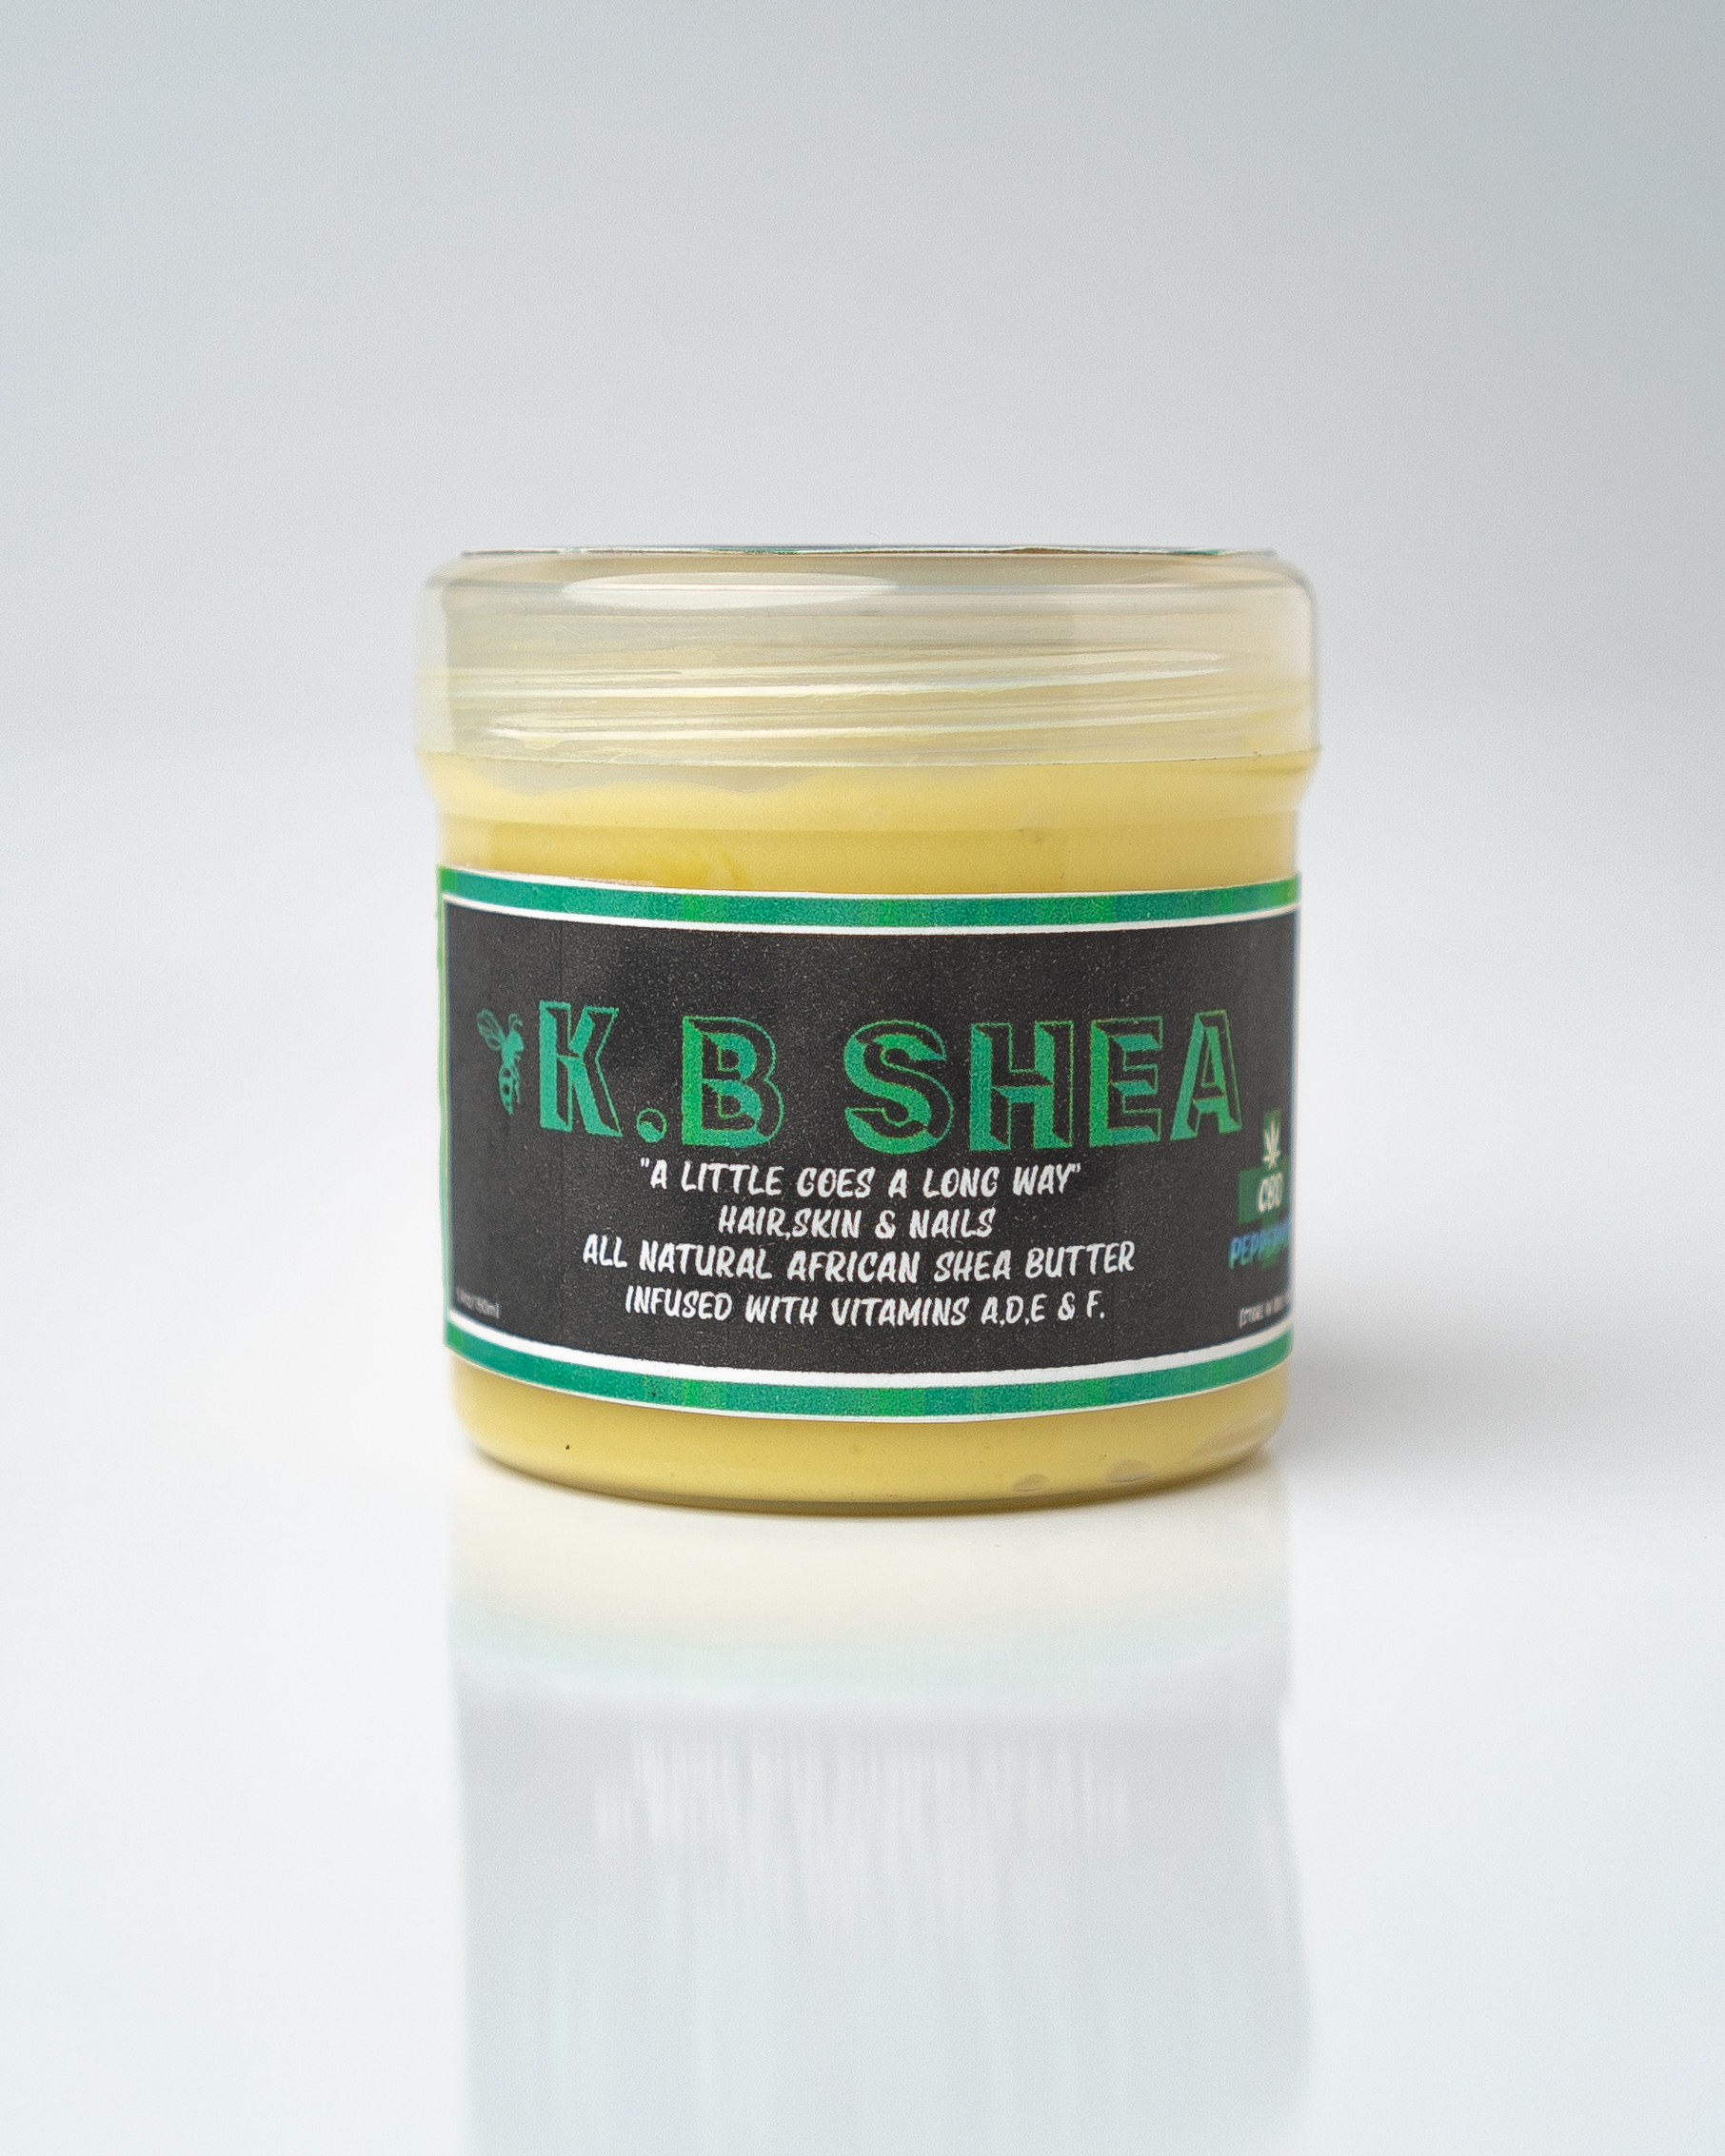 K.B SHEA
"A LITTLE GOES A LONG WAY"
HAIR,SKIN & NAILS
ALL NATURAL AFRICAN SHEA BUTTER
INFUSED WITH VITAMINS A,D,E & F.
CBD